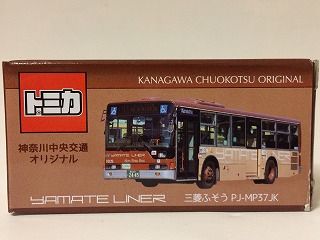 KANAGAWA CHUOKOTSU ORIGINAL
トミカ
神奈川中央交通
オリジナル
YAMATE LINER
三菱ふそう PJ-MP37JK